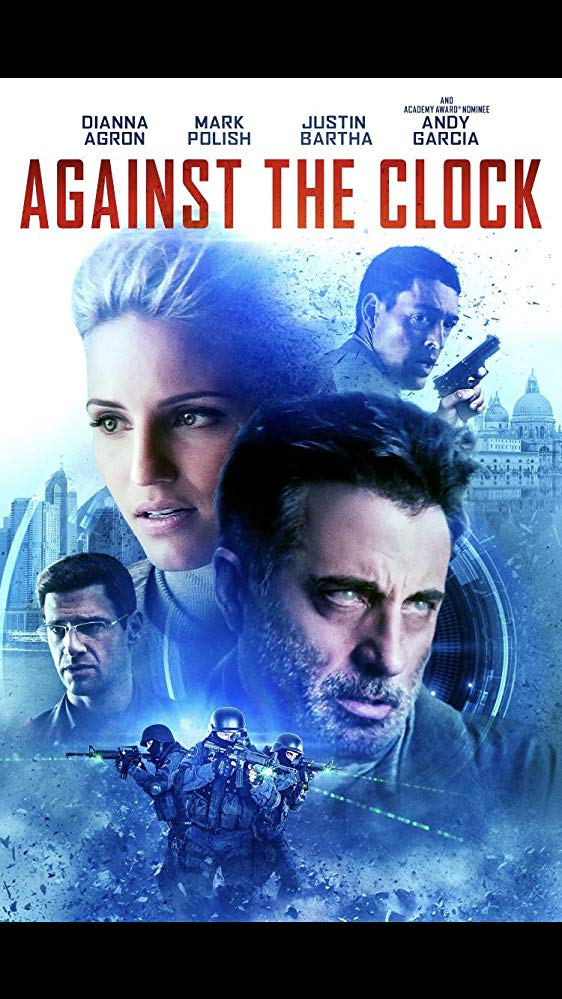 DIANNA AGRON
MARK POLISH
JUSTIN BARTHA
AND ACADEMY AWARD® NOMINEE
ANDY GARCIA
AGAINST THE CLOCK